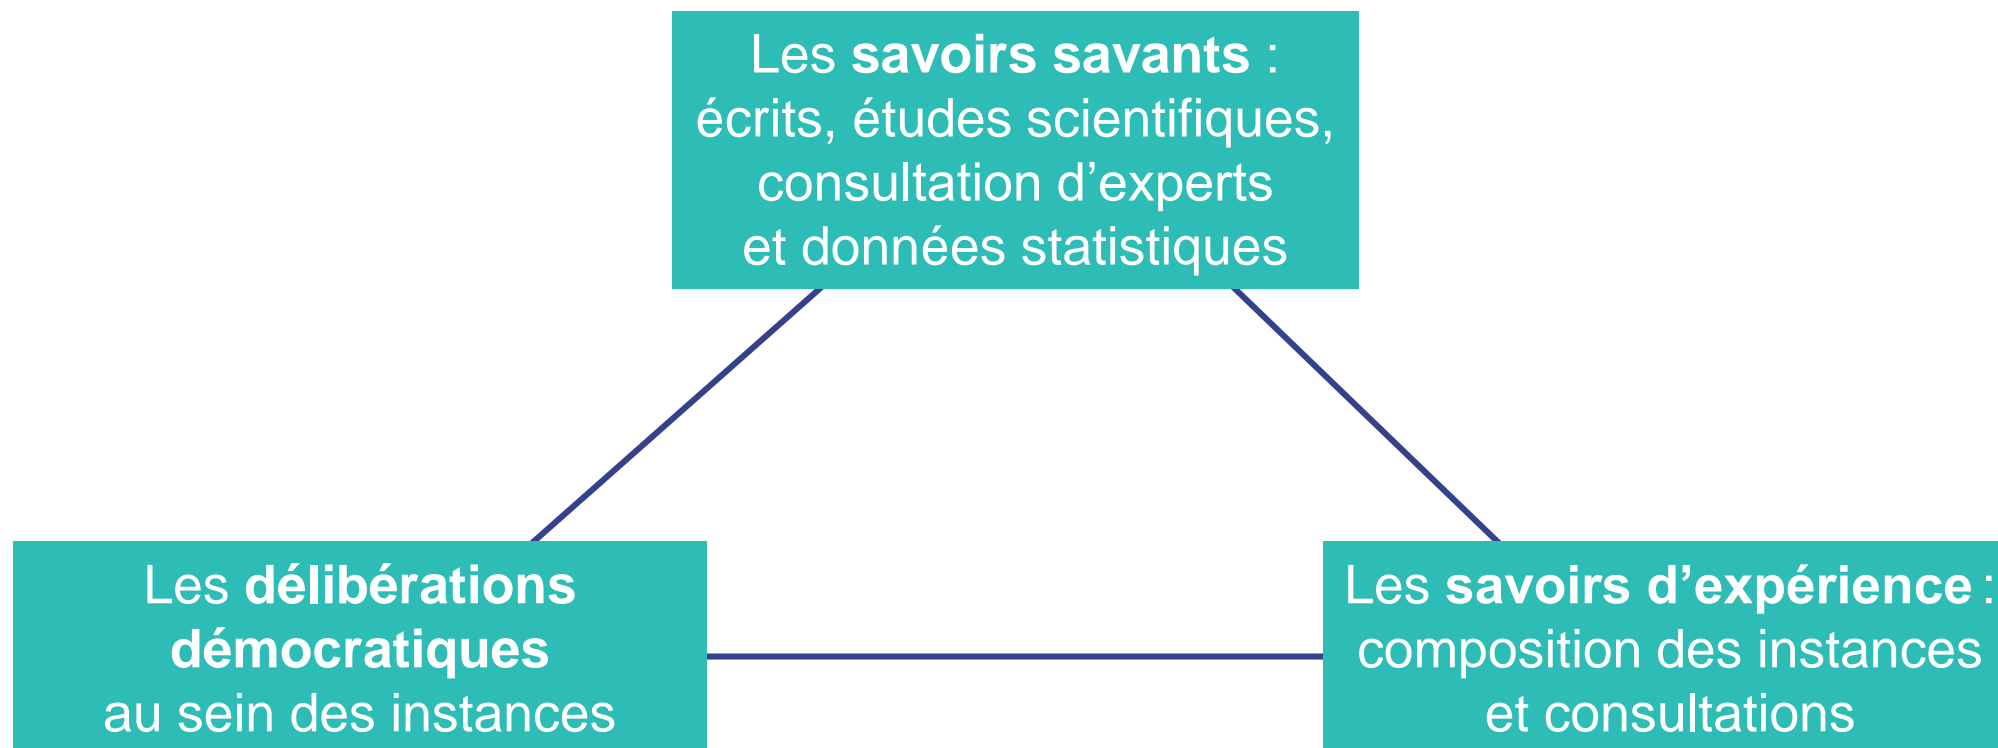 Les savoirs savants :
écrits, études scientifiques,
consultation d’experts
et données statistiques
Les délibérations
démocratiques
au sein des instances
Les savoirs d’expérience :
composition des instances
et consultations